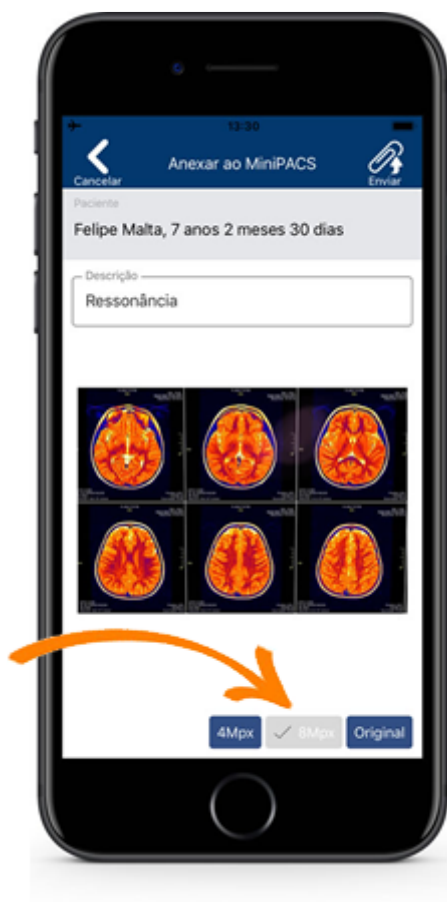 13:30
Cancelar
Anexar ao MiniPACS
Enviar
Paciente
Felipe Malta, 7 anos 2 meses 30 dias
Descrição
Ressonância
4Mpx 8Mpx Original